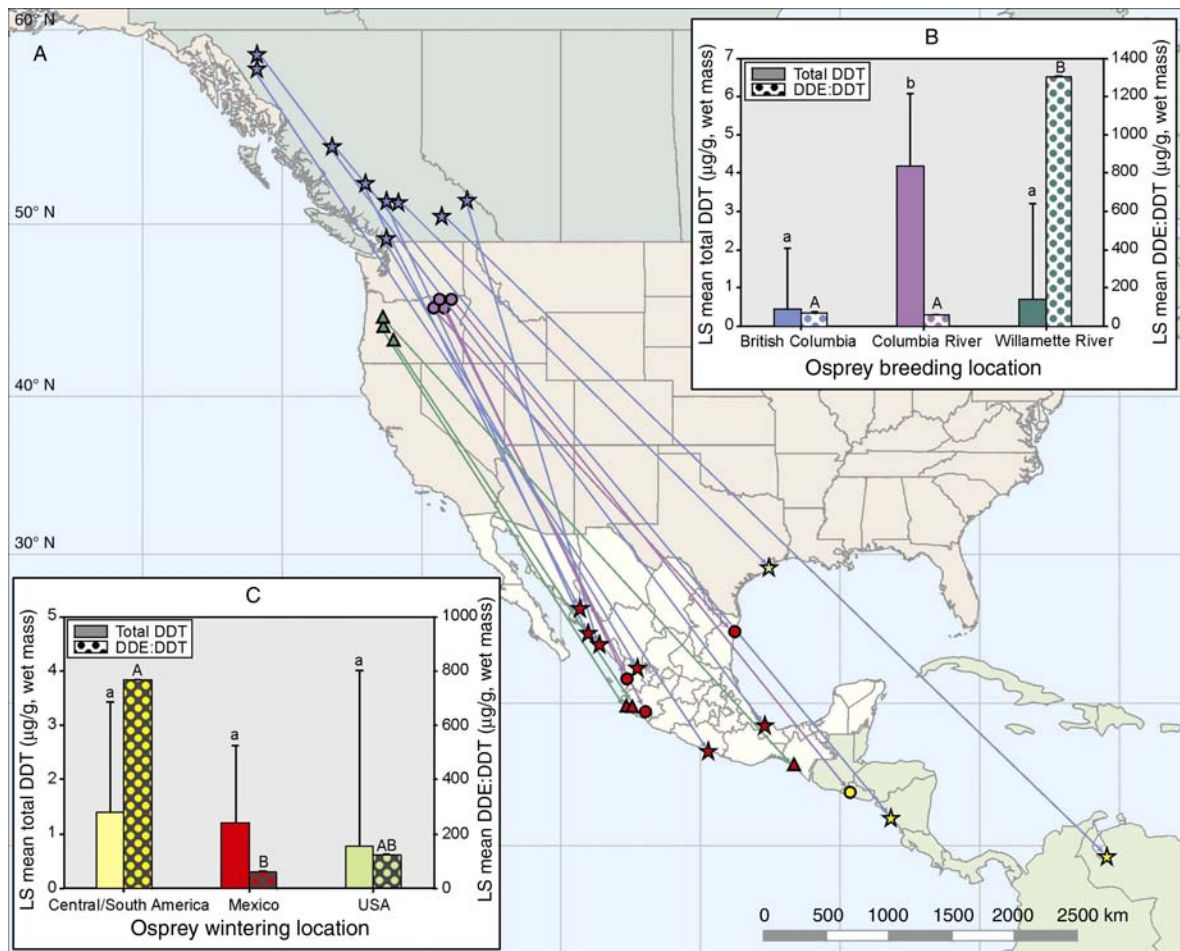 60° N
A
50° N
40° N
30° N
B
Total DDT
DDE:DDT
LS mean total DDT (µg/g, wet mass)
7
6
5
4
3
2
1
0
a
A
b
A
a
B
1400
1200
1000
800
600
400
200
0
LS mean DDE:DDT (µg/g, wet mass)
British Columbia
Columbia River
Willamette River
Osprey breeding location
C
Total DDT
DDE:DDT
LS mean total DDT (µg/g, wet mass)
5
4
3
2
1
0
a
A
a
B
a
AB
1000
800
600
400
200
0
LS mean DDE:DDT (µg/g, wet mass)
Central/South America
Mexico
USA
Osprey wintering location
0 500 1000 1500 2000 2500 km